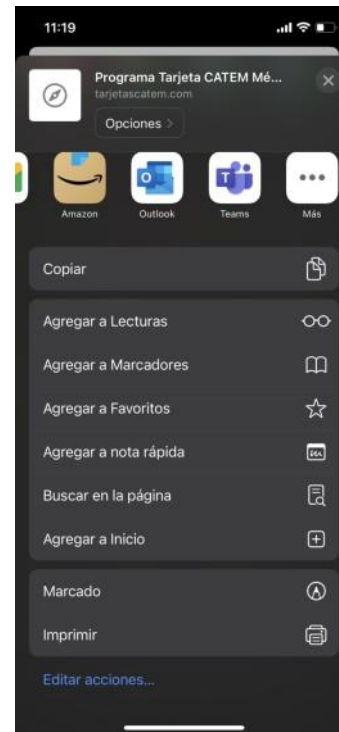 11:19
Programa Tarjeta CATEM Mé...
tarjetascatem.com
Opciones >
Amazon
Outlook
Teams
Más
Copiar
Agregar a Lecturas
Agregar a Marcadores
Agregar a Favoritos
Agregar a nota rápida
Buscar en la página
Agregar a Inicio
Marcado
Imprimir
Editar acciones...